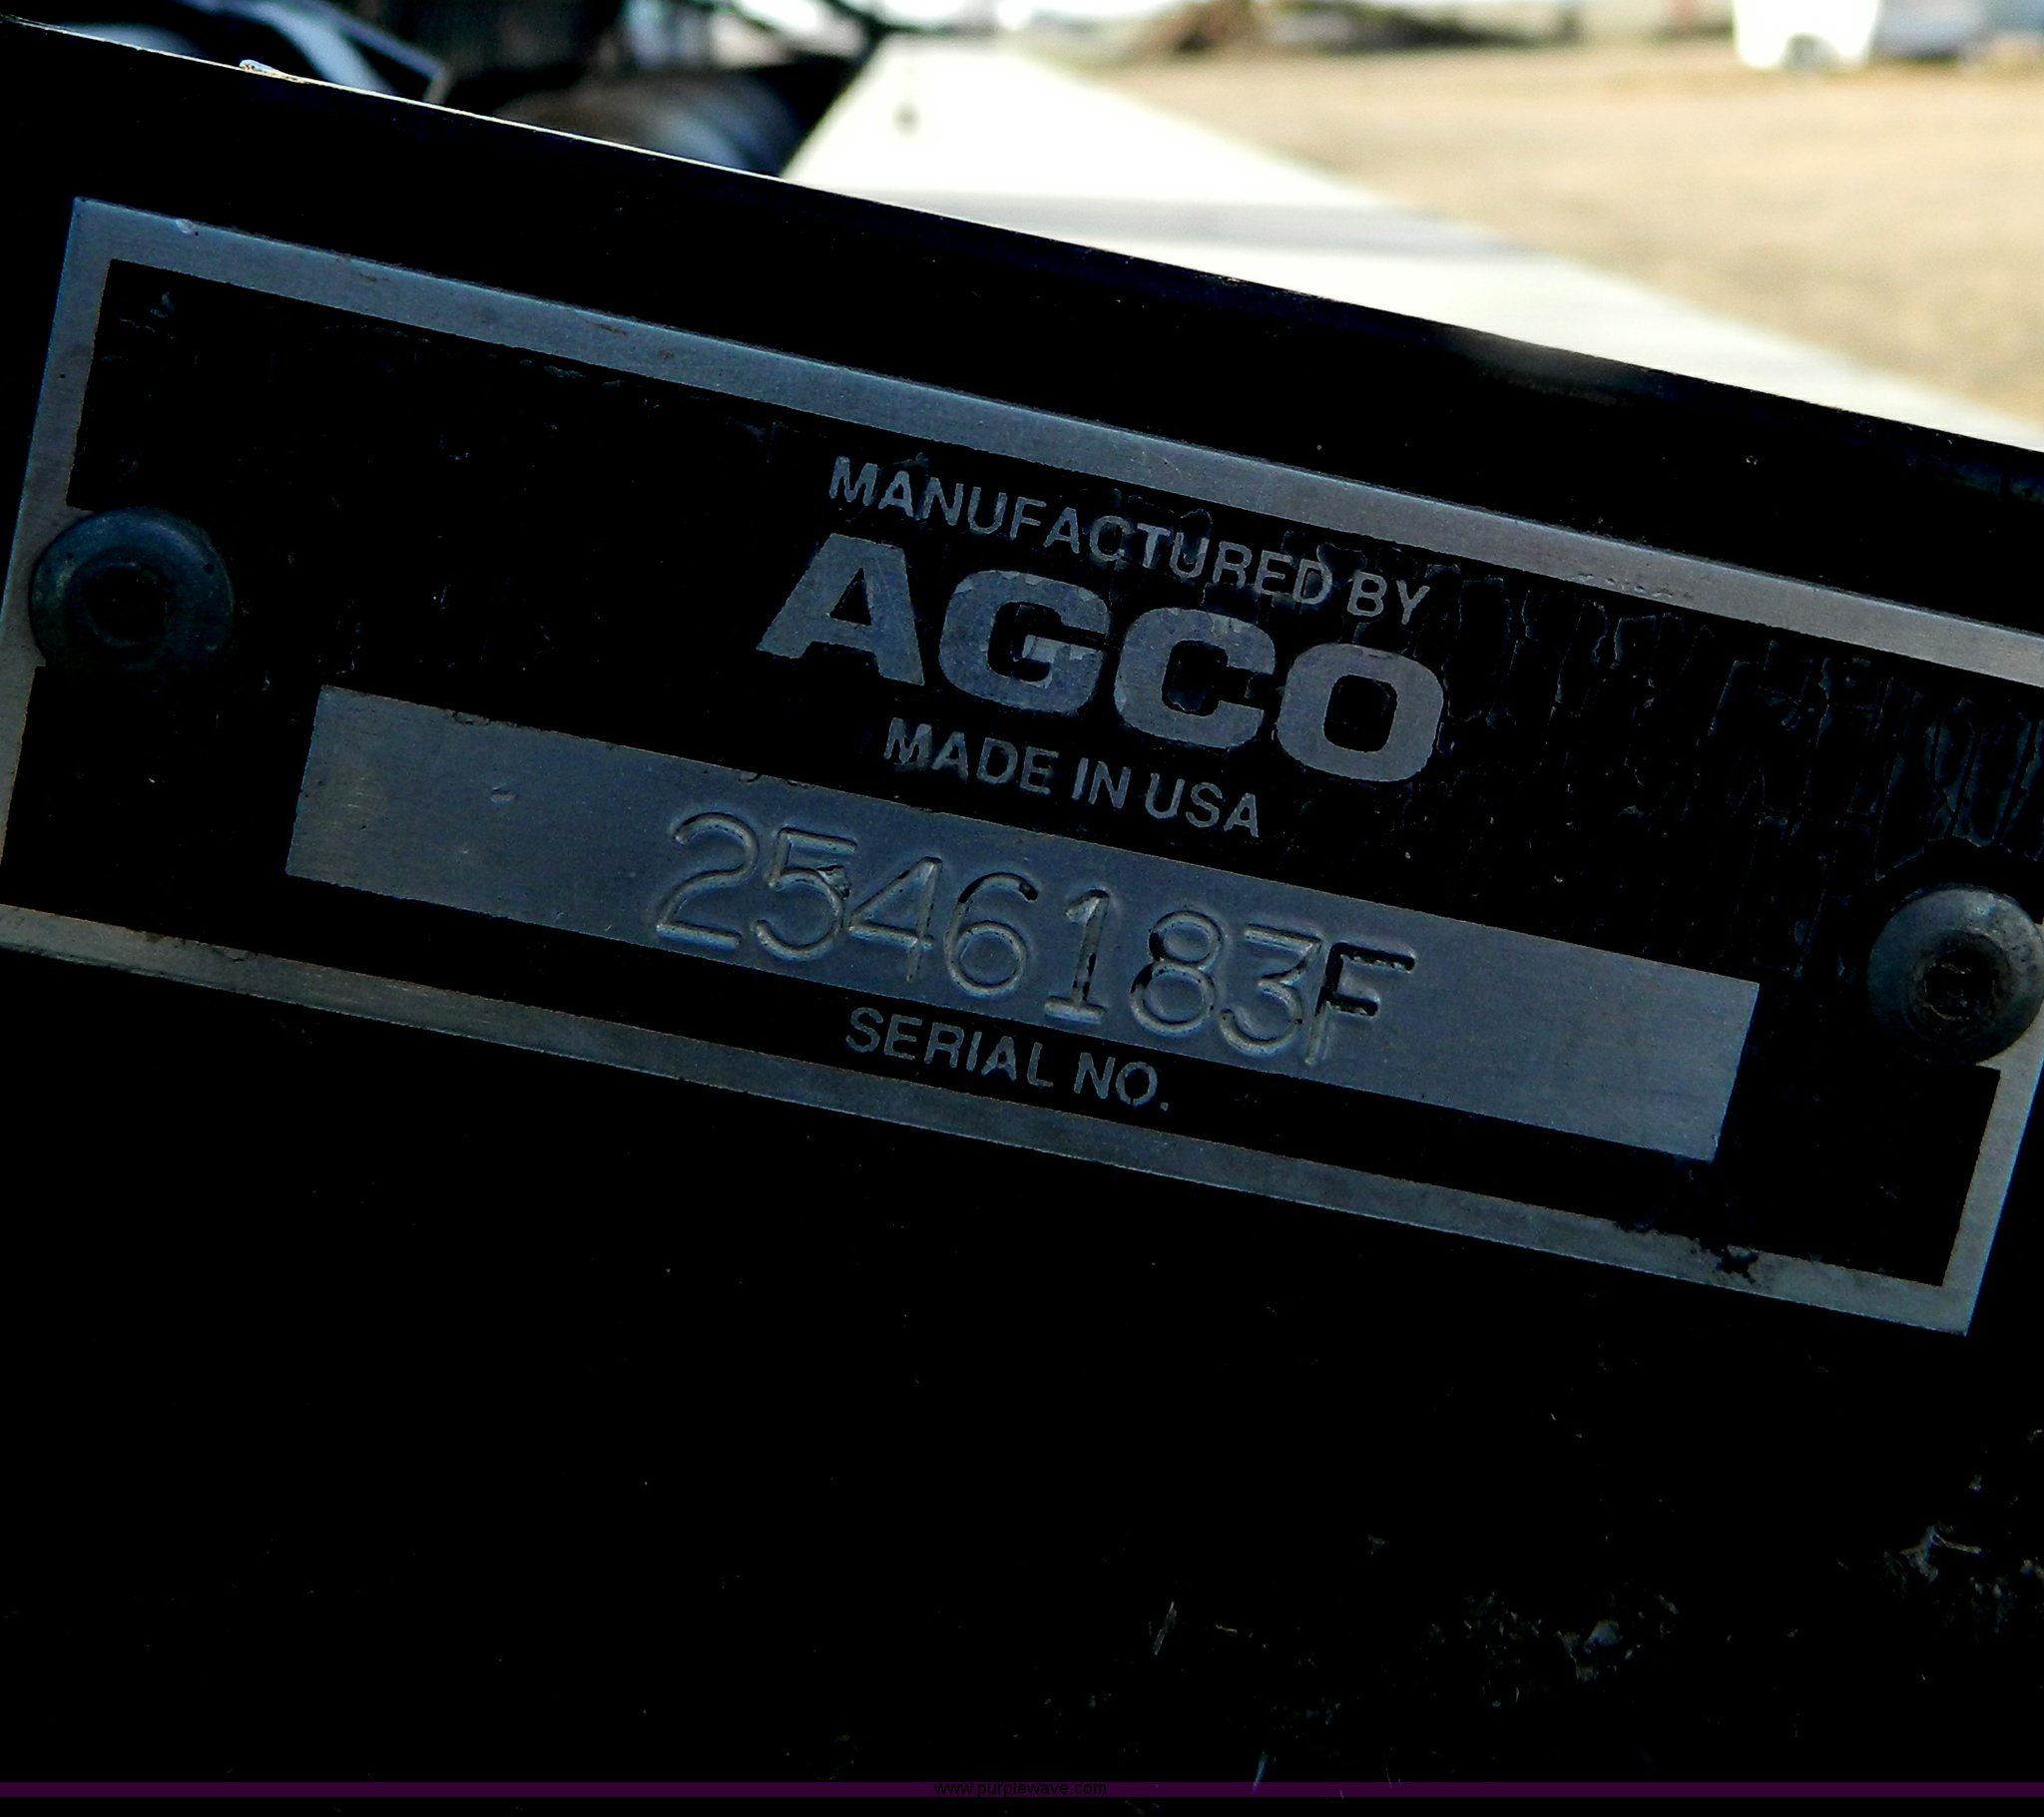 MANUFACTURED BY
AGCO
MADE IN USA
2546183F
SERIAL NO.
www.purplewave.com